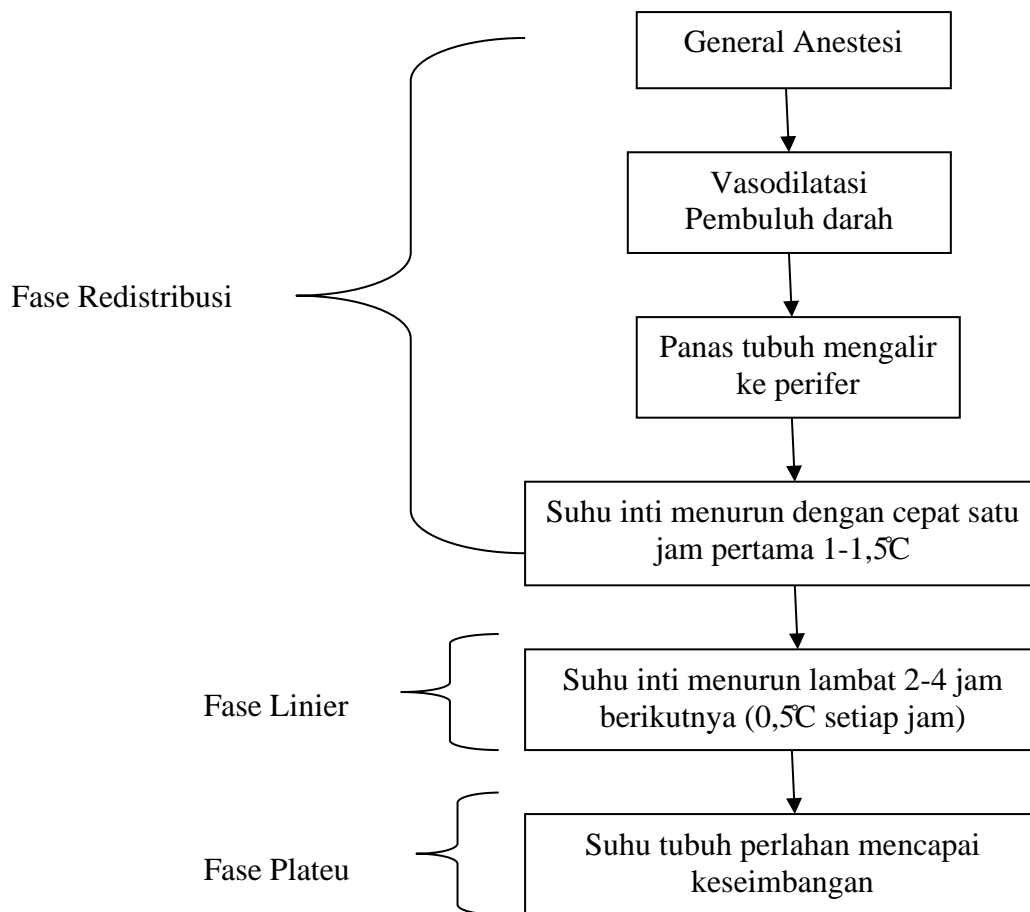 General Anestesi
Vasodilatasi
Pembuluh darah
Fase Redistribusi
Panas tubuh mengalir
ke perifer
Suhu inti menurun dengan cepat satu
jam pertama 1-1,5°C
Fase Linier
Suhu inti menurun lambat 2-4 jam
berikutnya (0,5°C setiap jam)
Fase Plateu
Suhu tubuh perlahan mencapai
keseimbangan